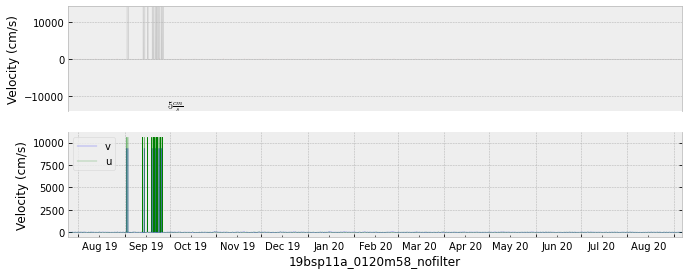 Velocity (cm/s)
10000
0
−10000
5 cm/s
Velocity (cm/s)
10000
7500
5000
2500
0
v
u
Aug 19 Sep 19 Oct 19 Nov 19 Dec 19 Jan 20 Feb 20 Mar 20 Apr 20 May 20 Jun 20 Jul 20 Aug 20
19bsp11a_0120m58_nofilter